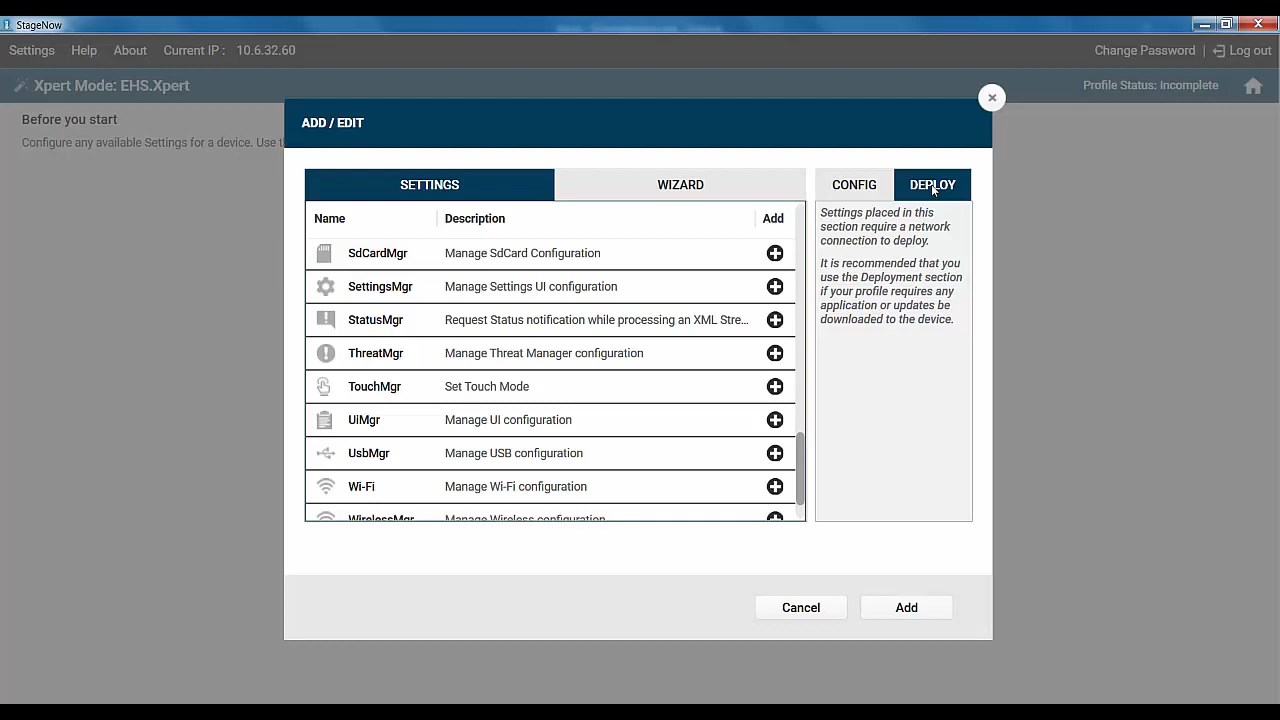 StageNow
Settings Help About Current IP : 10.6.32.60 Change Password | Log out
Xpert Mode: EHS.Xpert Profile Status: Incomplete
Before you start
Configure any available Settings for a device. Use t
ADD / EDIT
SETTINGS WIZARD CONFIG DEPLOY
Name Description Add
SdCardMgr Manage SdCard Configuration
SettingsMgr Manage Settings UI configuration
StatusMgr Request Status notification while processing an XML Stre...
ThreatMgr Manage Threat Manager configuration
TouchMgr Set Touch Mode
UiMgr Manage UI configuration
UsbMgr Manage USB configuration
Wi-Fi Manage Wi-Fi configuration
WirelessMgr Manage Wireless configuration
Settings placed in this
section require a network
connection to deploy.
It is recommended that you
use the Deployment section
if your profile requires any
application or updates be
downloaded to the device.
Cancel Add